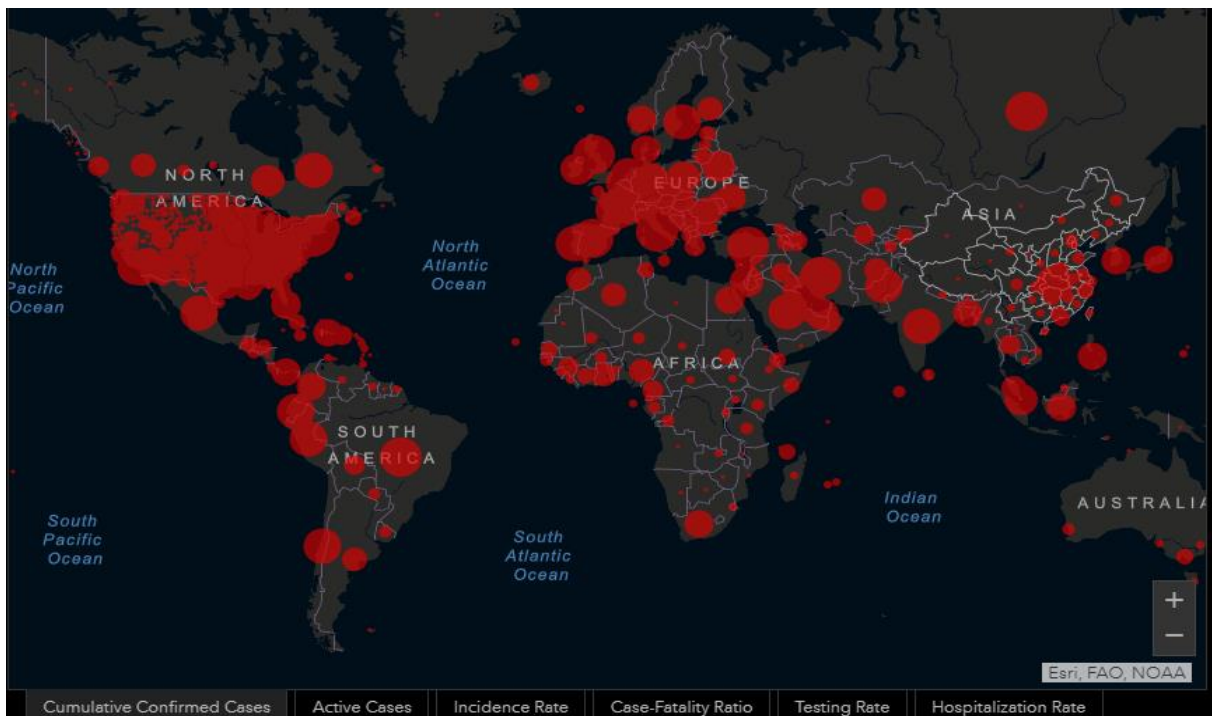 NORTH
AMERICA
EUROPE
ASIA
North
Pacific
Ocean
North
Atlantic
Ocean
AFRICA
SOUTH
AMERICA
South
Pacific
Ocean
South
Atlantic
Ocean
Indian
Ocean
AUSTRALIA
+
−
Esri, FAO, NOAA
Cumulative Confirmed Cases
Active Cases
Incidence Rate
Case-Fatality Ratio
Testing Rate
Hospitalization Rate